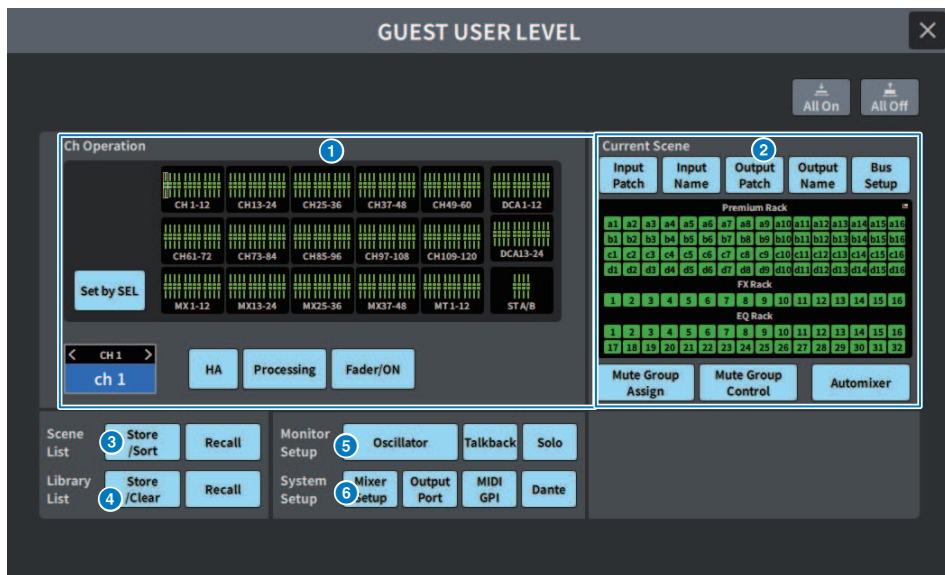 GUEST USER LEVEL
All On
All Off
Ch Operation
1
CH 1-12
CH13-24
CH25-36
CH37-48
CH49-60
DCA 1-12
CH61-72
CH73-84
CH85-96
CH97-108
CH109-120
DCA13-24
MX 1-12
MX13-24
MX25-36
MX37-48
MT 1-12
ST A/B
Set by SEL
CH 1
ch 1
HA
Processing
Fader/ON
Current Scene
2
Input Patch
Input Name
Output Patch
Output Name
Bus Setup
Premium Rack
a1 a2 a3 a4 a5 a6 a7 a8 a9 a10 a11 a12 a13 a14 a15 a16
b1 b2 b3 b4 b5 b6 b7 b8 b9 b10 b11 b12 b13 b14 b15 b16
c1 c2 c3 c4 c5 c6 c7 c8 c9 c10 c11 c12 c13 c14 c15 c16
d1 d2 d3 d4 d5 d6 d7 d8 d9 d10 d11 d12 d13 d14 d15 d16
FX Rack
1 2 3 4 5 6 7 8 9 10 11 12 13 14 15 16
EQ Rack
1 2 3 4 5 6 7 8 9 10 11 12 13 14 15 16
17 18 19 20 21 22 23 24 25 26 27 28 29 30 31 32
Mute Group Assign
Mute Group Control
Automixer
Scene List
3
Store /Sort
Recall
Library List
4
Store /Clear
Recall
Monitor Setup
5
Oscillator
Talkback
Solo
System Setup
6
Mixer Setup
Output Port
MIDI GPI
Dante